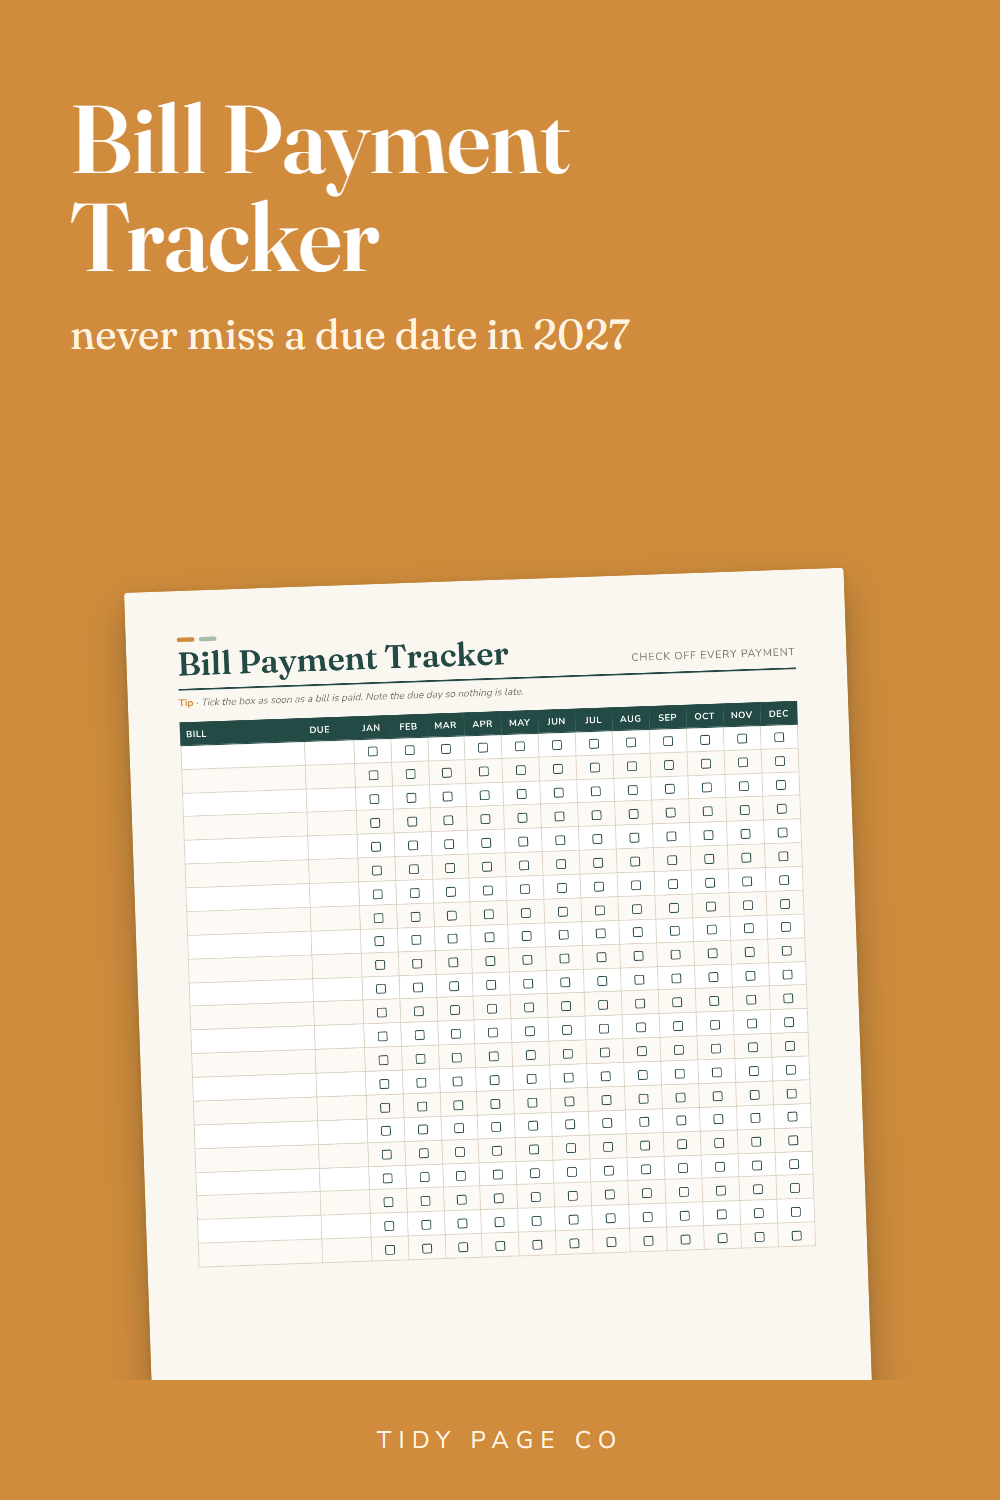 Bill Payment
Tracker
never miss a due date in 2027
Bill Payment Tracker
CHECK OFF EVERY PAYMENT
Tip · Tick the box as soon as a bill is paid. Note the due day so nothing is late.
BILL DUE JAN FEB MAR APR MAY JUN JUL AUG SEP OCT NOV DEC
TIDY PAGE CO